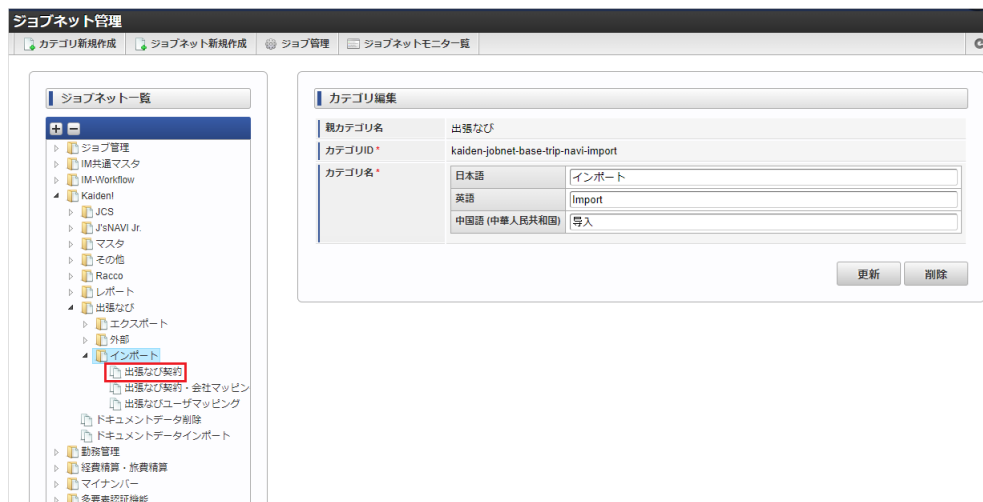 ジョブネット管理
カテゴリ新規作成 ジョブネット新規作成 ジョブ管理 ジョブネットモニタ一覧
ジョブネット一覧
ジョブ管理
IM共通マスタ
IM-Workflow
Kaiden!
JCS
J'sNAVI Jr.
マスタ
その他
Racco
レポート
出張なび
エクスポート
外部
インポート
出張なび契約
出張なび契約・会社マッピン
出張なびユーザマッピング
ドキュメントデータ削除
ドキュメントデータインポート
勤務管理
経費精算・旅費精算
マイナンバー
多要素認証機能
カテゴリ編集
親カテゴリ名 出張なび
カテゴリID* kaiden-jobnet-base-trip-navi-import
カテゴリ名*
日本語 インポート
英語 Import
中国語 (中華人民共和国) 导入
更新 削除